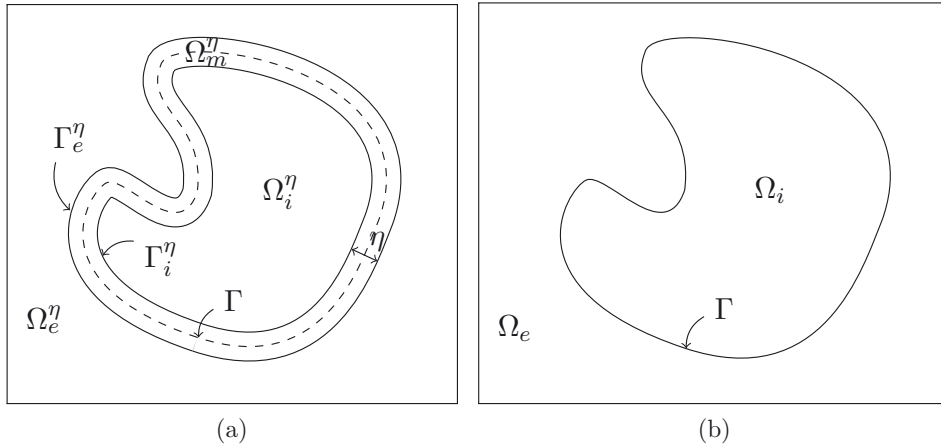 Ω_m^η
Γ_e^η
Ω_i^η
Ω_i
η
Γ_i^η
Γ
Γ
Ω_e^η
Ω_e
(a)
(b)